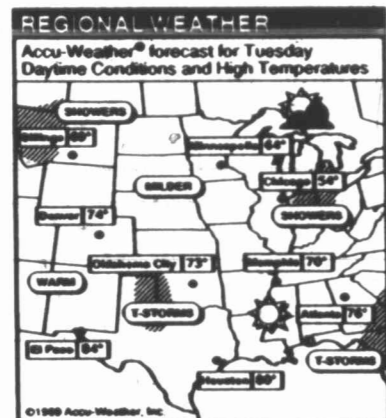 REGIONAL WEATHER
Accu-Weather® forecast for Tuesday
Daytime Conditions and High Temperatures
SHOWERS
Billings
Minneapolis 64°
MILDER
Chicago 54°
Denver 74°
SHOWERS
Oklahoma City 73°
Memphis 70°
WARM
T-STORMS
Atlanta 76°
El Paso 84°
T-STORMS
Houston
©1989 Accu-Weather, Inc.